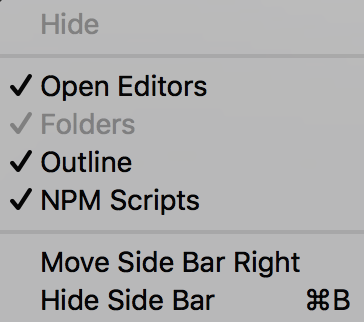 Hide
✓ Open Editors
✓ Folders
✓ Outline
✓ NPM Scripts
Move Side Bar Right
Hide Side Bar ⌘B